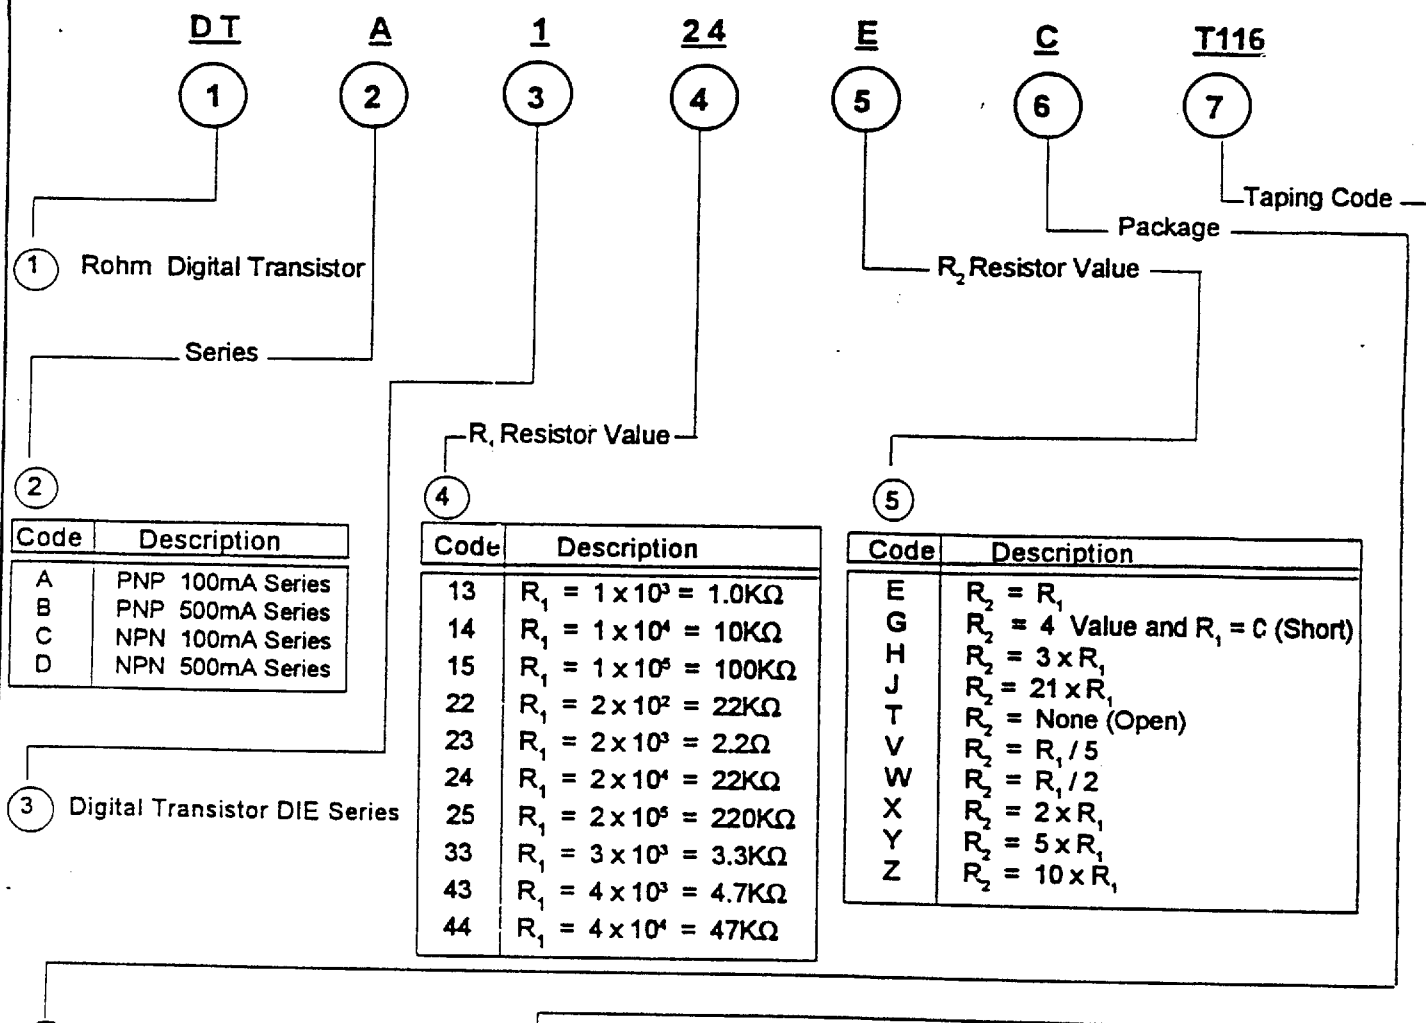 DT A 1 24 E C T116
1 2 3 4 5 6 7
Taping Code
Package
1 Rohm Digital Transistor
R₂ Resistor Value
Series
R₁ Resistor Value
2
Code Description
A PNP 100mA Series
B PNP 500mA Series
C NPN 100mA Series
D NPN 500mA Series
3 Digital Transistor DIE Series
4
Code Description
13 R₁ = 1 x 10³ = 1.0KΩ
14 R₁ = 1 x 10⁴ = 10KΩ
15 R₁ = 1 x 10⁵ = 100KΩ
22 R₁ = 2 x 10² = 22KΩ
23 R₁ = 2 x 10³ = 2.2Ω
24 R₁ = 2 x 10⁴ = 22KΩ
25 R₁ = 2 x 10⁵ = 220KΩ
33 R₁ = 3 x 10³ = 3.3KΩ
43 R₁ = 4 x 10³ = 4.7KΩ
44 R₁ = 4 x 10⁴ = 47KΩ
5
Code Description
E R₂ = R₁
G R₂ = 4 Value and R₁ = C (Short)
H R₂ = 3 x R₁
J R₂ = 21 x R₁
T R₂ = None (Open)
V R₂ = R₁ / 5
W R₂ = R₁ / 2
X R₂ = 2 x R₁
Y R₂ = 5 x R₁
Z R₂ = 10 x R₁